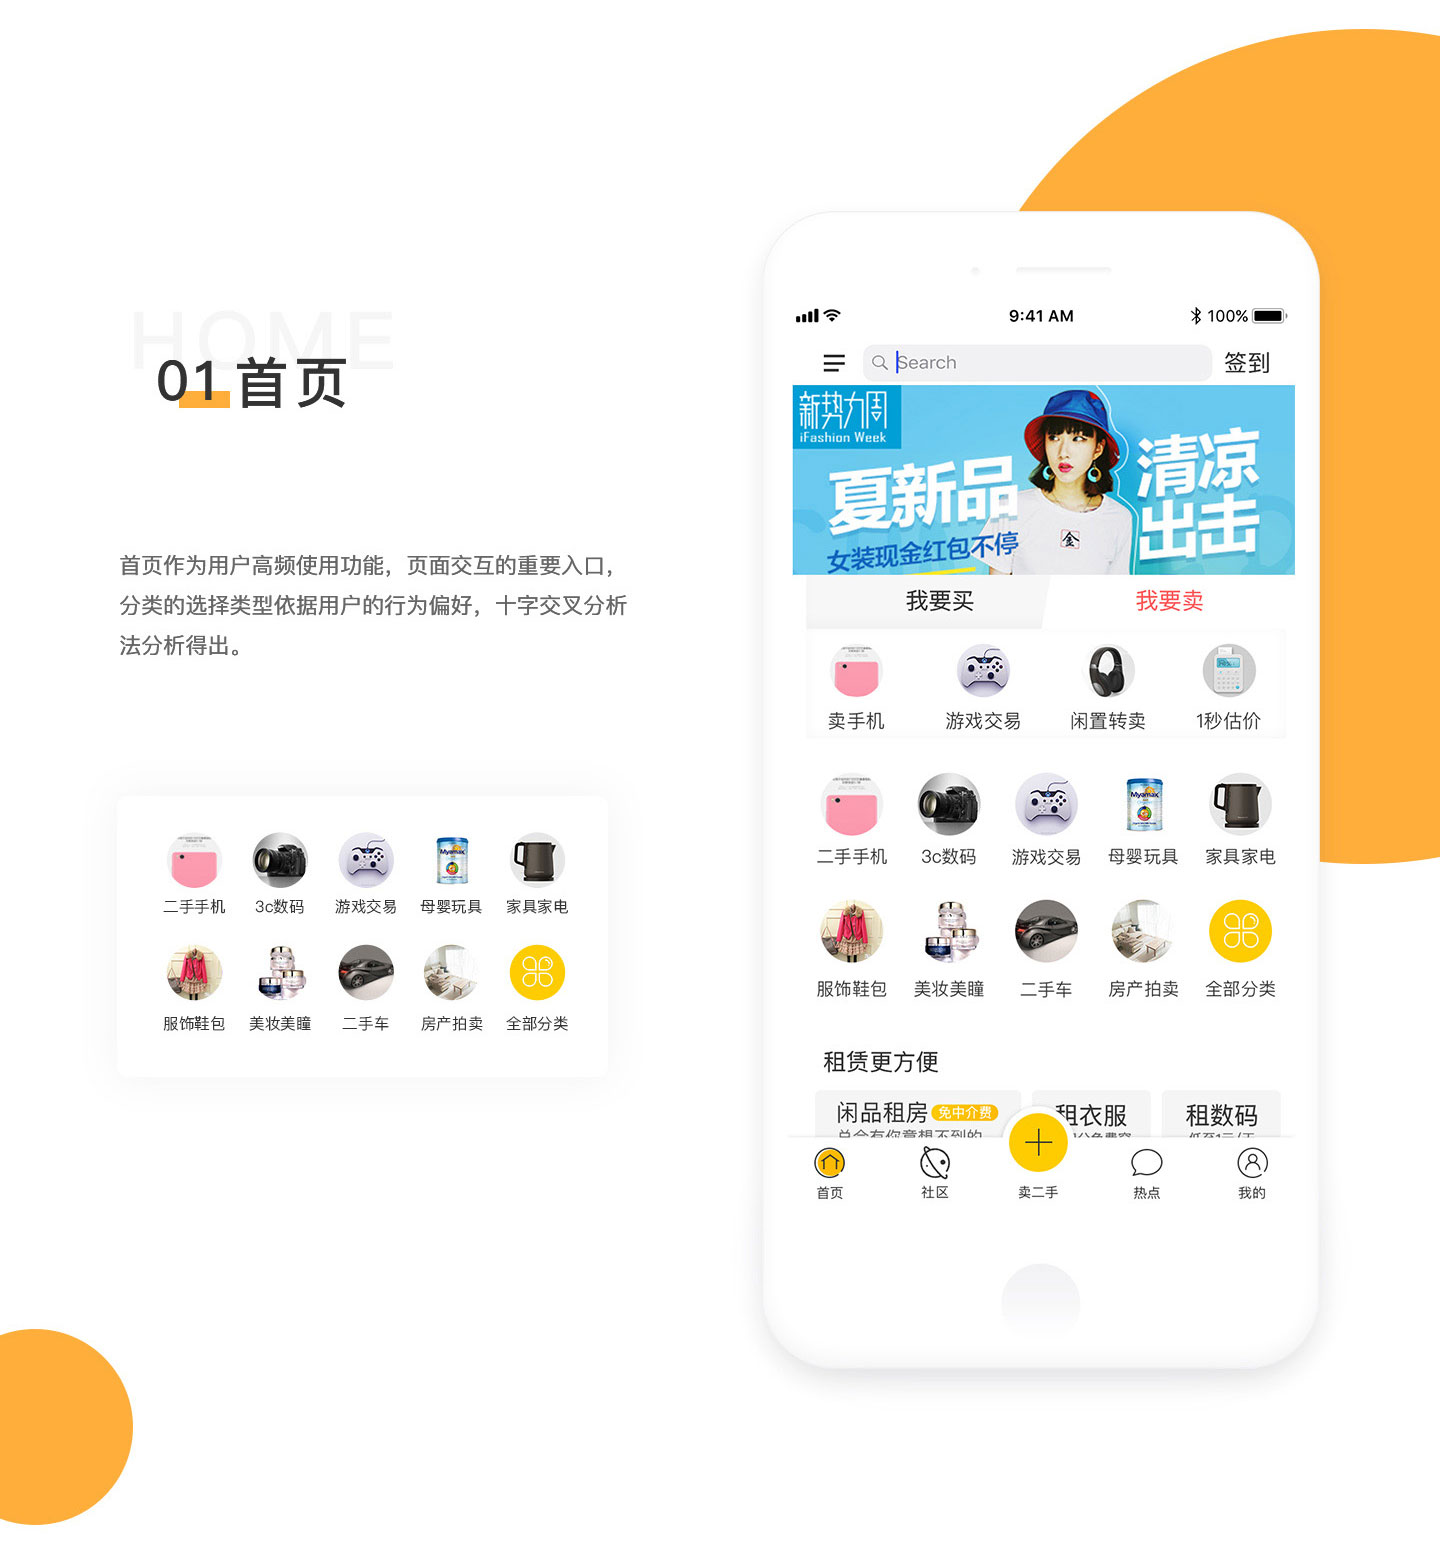 HOME
01 首页
首页作为用户高频使用功能，页面交互的重要入口，
分类的选择类型依据用户的行为偏好，十字交叉分析
法分析得出。
二手手机 3c数码 游戏交易 母婴玩具 家具家电
服饰鞋包 美妆美瞳 二手车 房产拍卖 全部分类
9:41 AM 100%
Search 签到
新势力周
iFashion Week
夏新品 清凉
出击
女装现金红包不停
金
我要买 我要卖
卖手机 游戏交易 闲置转卖 1秒估价
二手手机 3c数码 游戏交易 母婴玩具 家具家电
Myamax
服饰鞋包 美妆美瞳 二手车 房产拍卖 全部分类
租赁更方便
闲品租房 免中介费 租衣服 租数码
总会有你意想不到的
首页 社区 卖二手 热点 我的